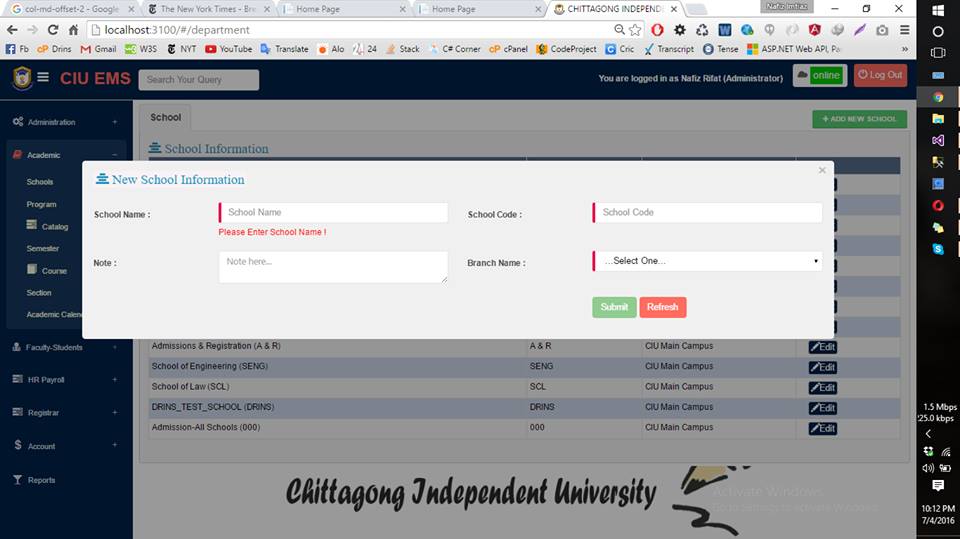 col-md-offset-2 - Google
The New York Times - Bre
Home Page
Home Page
CHITTAGONG INDEPENDE
Nafiz Imtiaz
localhost:3100/#/department
Fb
Drins
Gmail
W3S
NYT
YouTube
Translate
Alo
24
Stack
C# Corner
cPanel
CodeProject
Cric
Transcript
Tense
ASP.NET Web API, Pa
CIU EMS
Search Your Query
You are logged in as Nafiz Rifat (Administrator)
online
Log Out
Administration +
Academic −
Schools
Program
Catalog
Semester
Course
Section
Academic Calen
Faculty-Students +
HR Payroll +
Registrar +
$ Account +
Reports
School
+ ADD NEW SCHOOL
School Information
New School Information
×
School Name :
School Name
School Code :
School Code
Please Enter School Name !
Note :
Note here...
Branch Name :
...Select One...
Submit
Refresh
Admissions & Registration (A & R) A & R CIU Main Campus Edit
School of Engineering (SENG) SENG CIU Main Campus Edit
School of Law (SCL) SCL CIU Main Campus Edit
DRINS_TEST_SCHOOL (DRINS) DRINS CIU Main Campus Edit
Admission-All Schools (000) 000 CIU Main Campus Edit
Chittagong Independent University
Activate Windows
Go to Settings to activate Windows.
1.5 Mbps
25.0 kbps
10:12 PM
7/4/2016